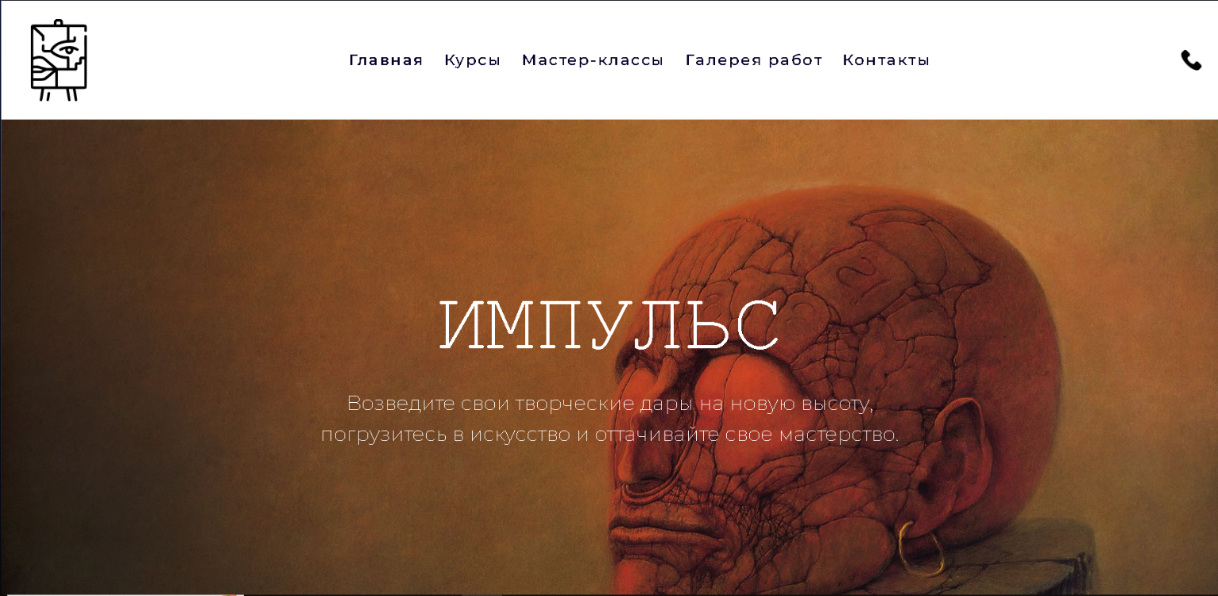 Главная Курсы Мастер-классы Галерея работ Контакты
ИМПУЛЬС
Возведите свои творческие дары на новую высоту,
погрузитесь в искусство и оттачивайте свое мастерство.